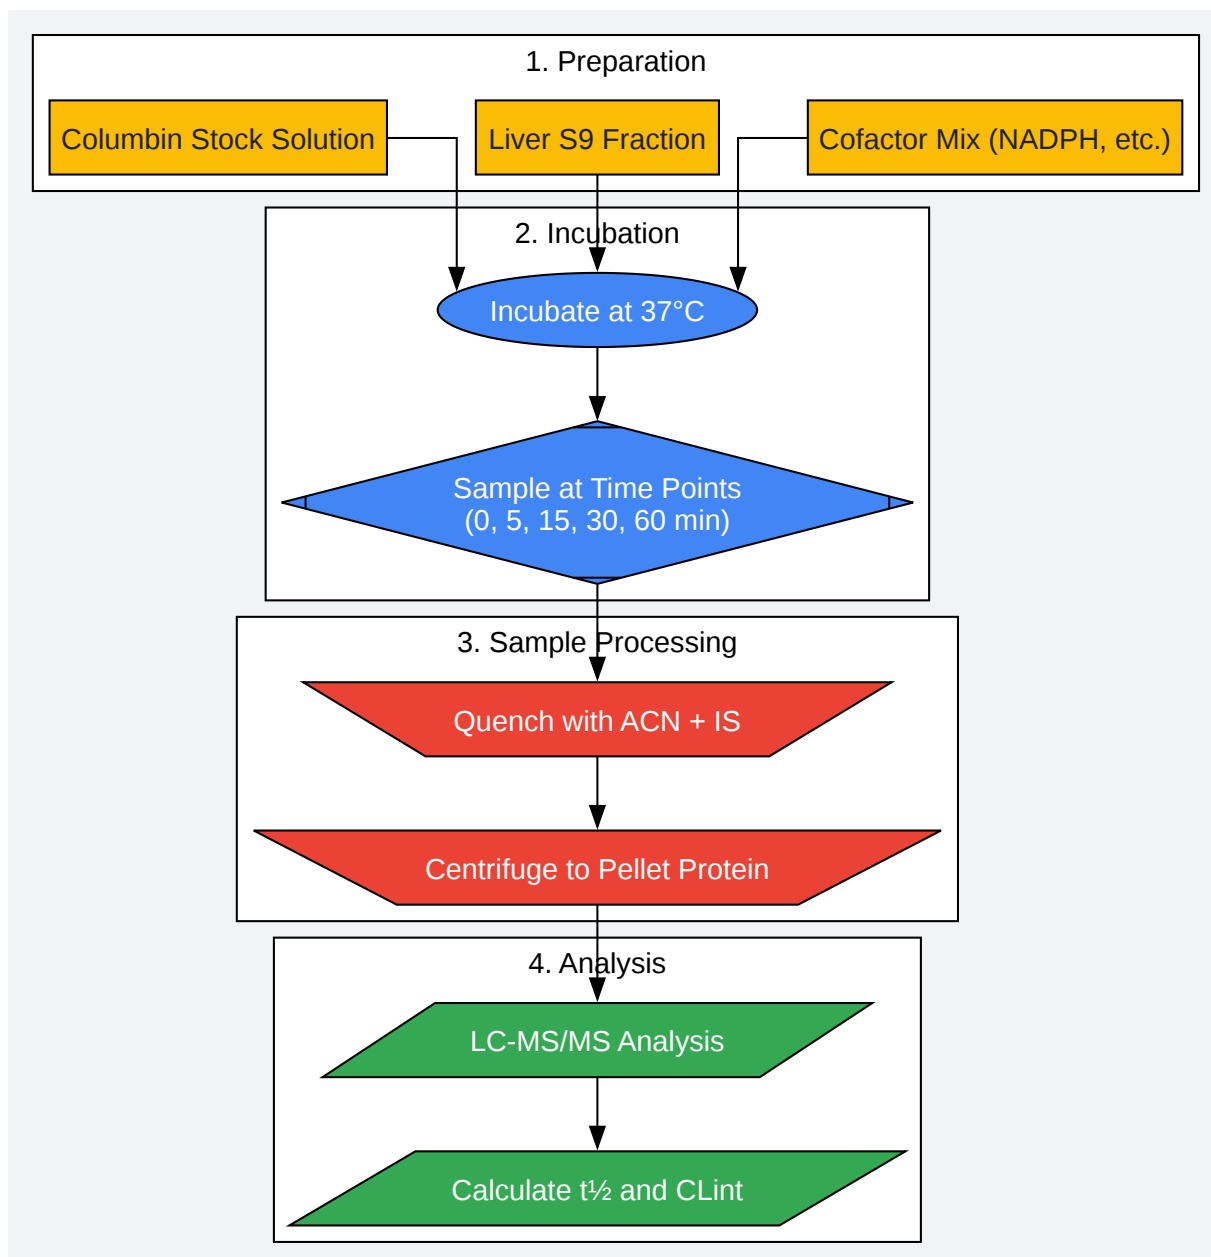 1. Preparation
Columbin Stock Solution
Liver S9 Fraction
Cofactor Mix (NADPH, etc.)
2. Incubation
Incubate at 37°C
Sample at Time Points
(0, 5, 15, 30, 60 min)
3. Sample Processing
Quench with ACN + IS
Centrifuge to Pellet Protein
4. Analysis
LC-MS/MS Analysis
Calculate t½ and CLint